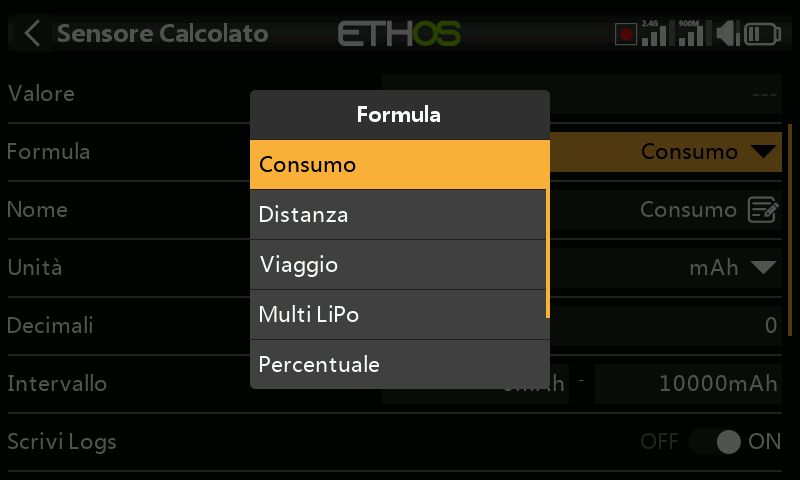 Sensore Calcolato
ETHOS
2.4G
900M
Valore
---
Formula
Consumo
Nome
Consumo
Unità
mAh
Decimali
0
Intervallo
-
10000mAh
Scrivi Logs
OFF
ON
Formula
Consumo
Distanza
Viaggio
Multi LiPo
Percentuale